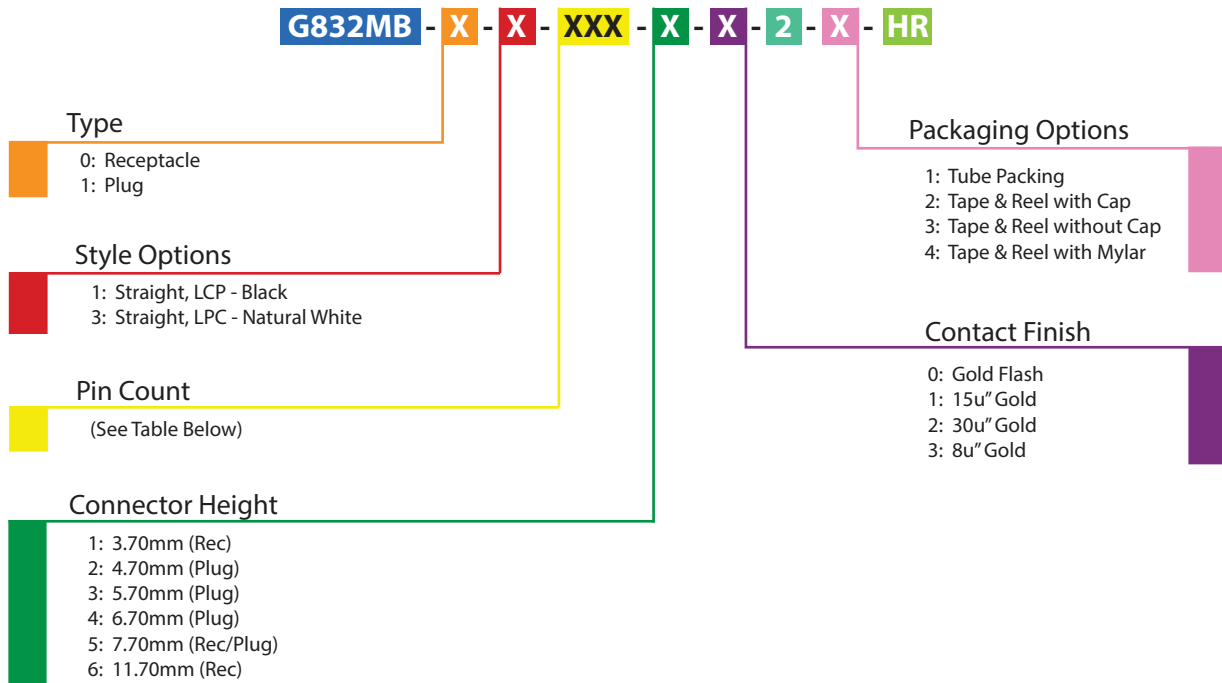 G832MB - X - X - XXX - X - X - 2 - X - HR
Type
0: Receptacle
1: Plug
Style Options
1: Straight, LCP - Black
3: Straight, LPC - Natural White
Pin Count
(See Table Below)
Connector Height
1: 3.70mm (Rec)
2: 4.70mm (Plug)
3: 5.70mm (Plug)
4: 6.70mm (Plug)
5: 7.70mm (Rec/Plug)
6: 11.70mm (Rec)
Packaging Options
1: Tube Packing
2: Tape & Reel with Cap
3: Tape & Reel without Cap
4: Tape & Reel with Mylar
Contact Finish
0: Gold Flash
1: 15u” Gold
2: 30u” Gold
3: 8u” Gold